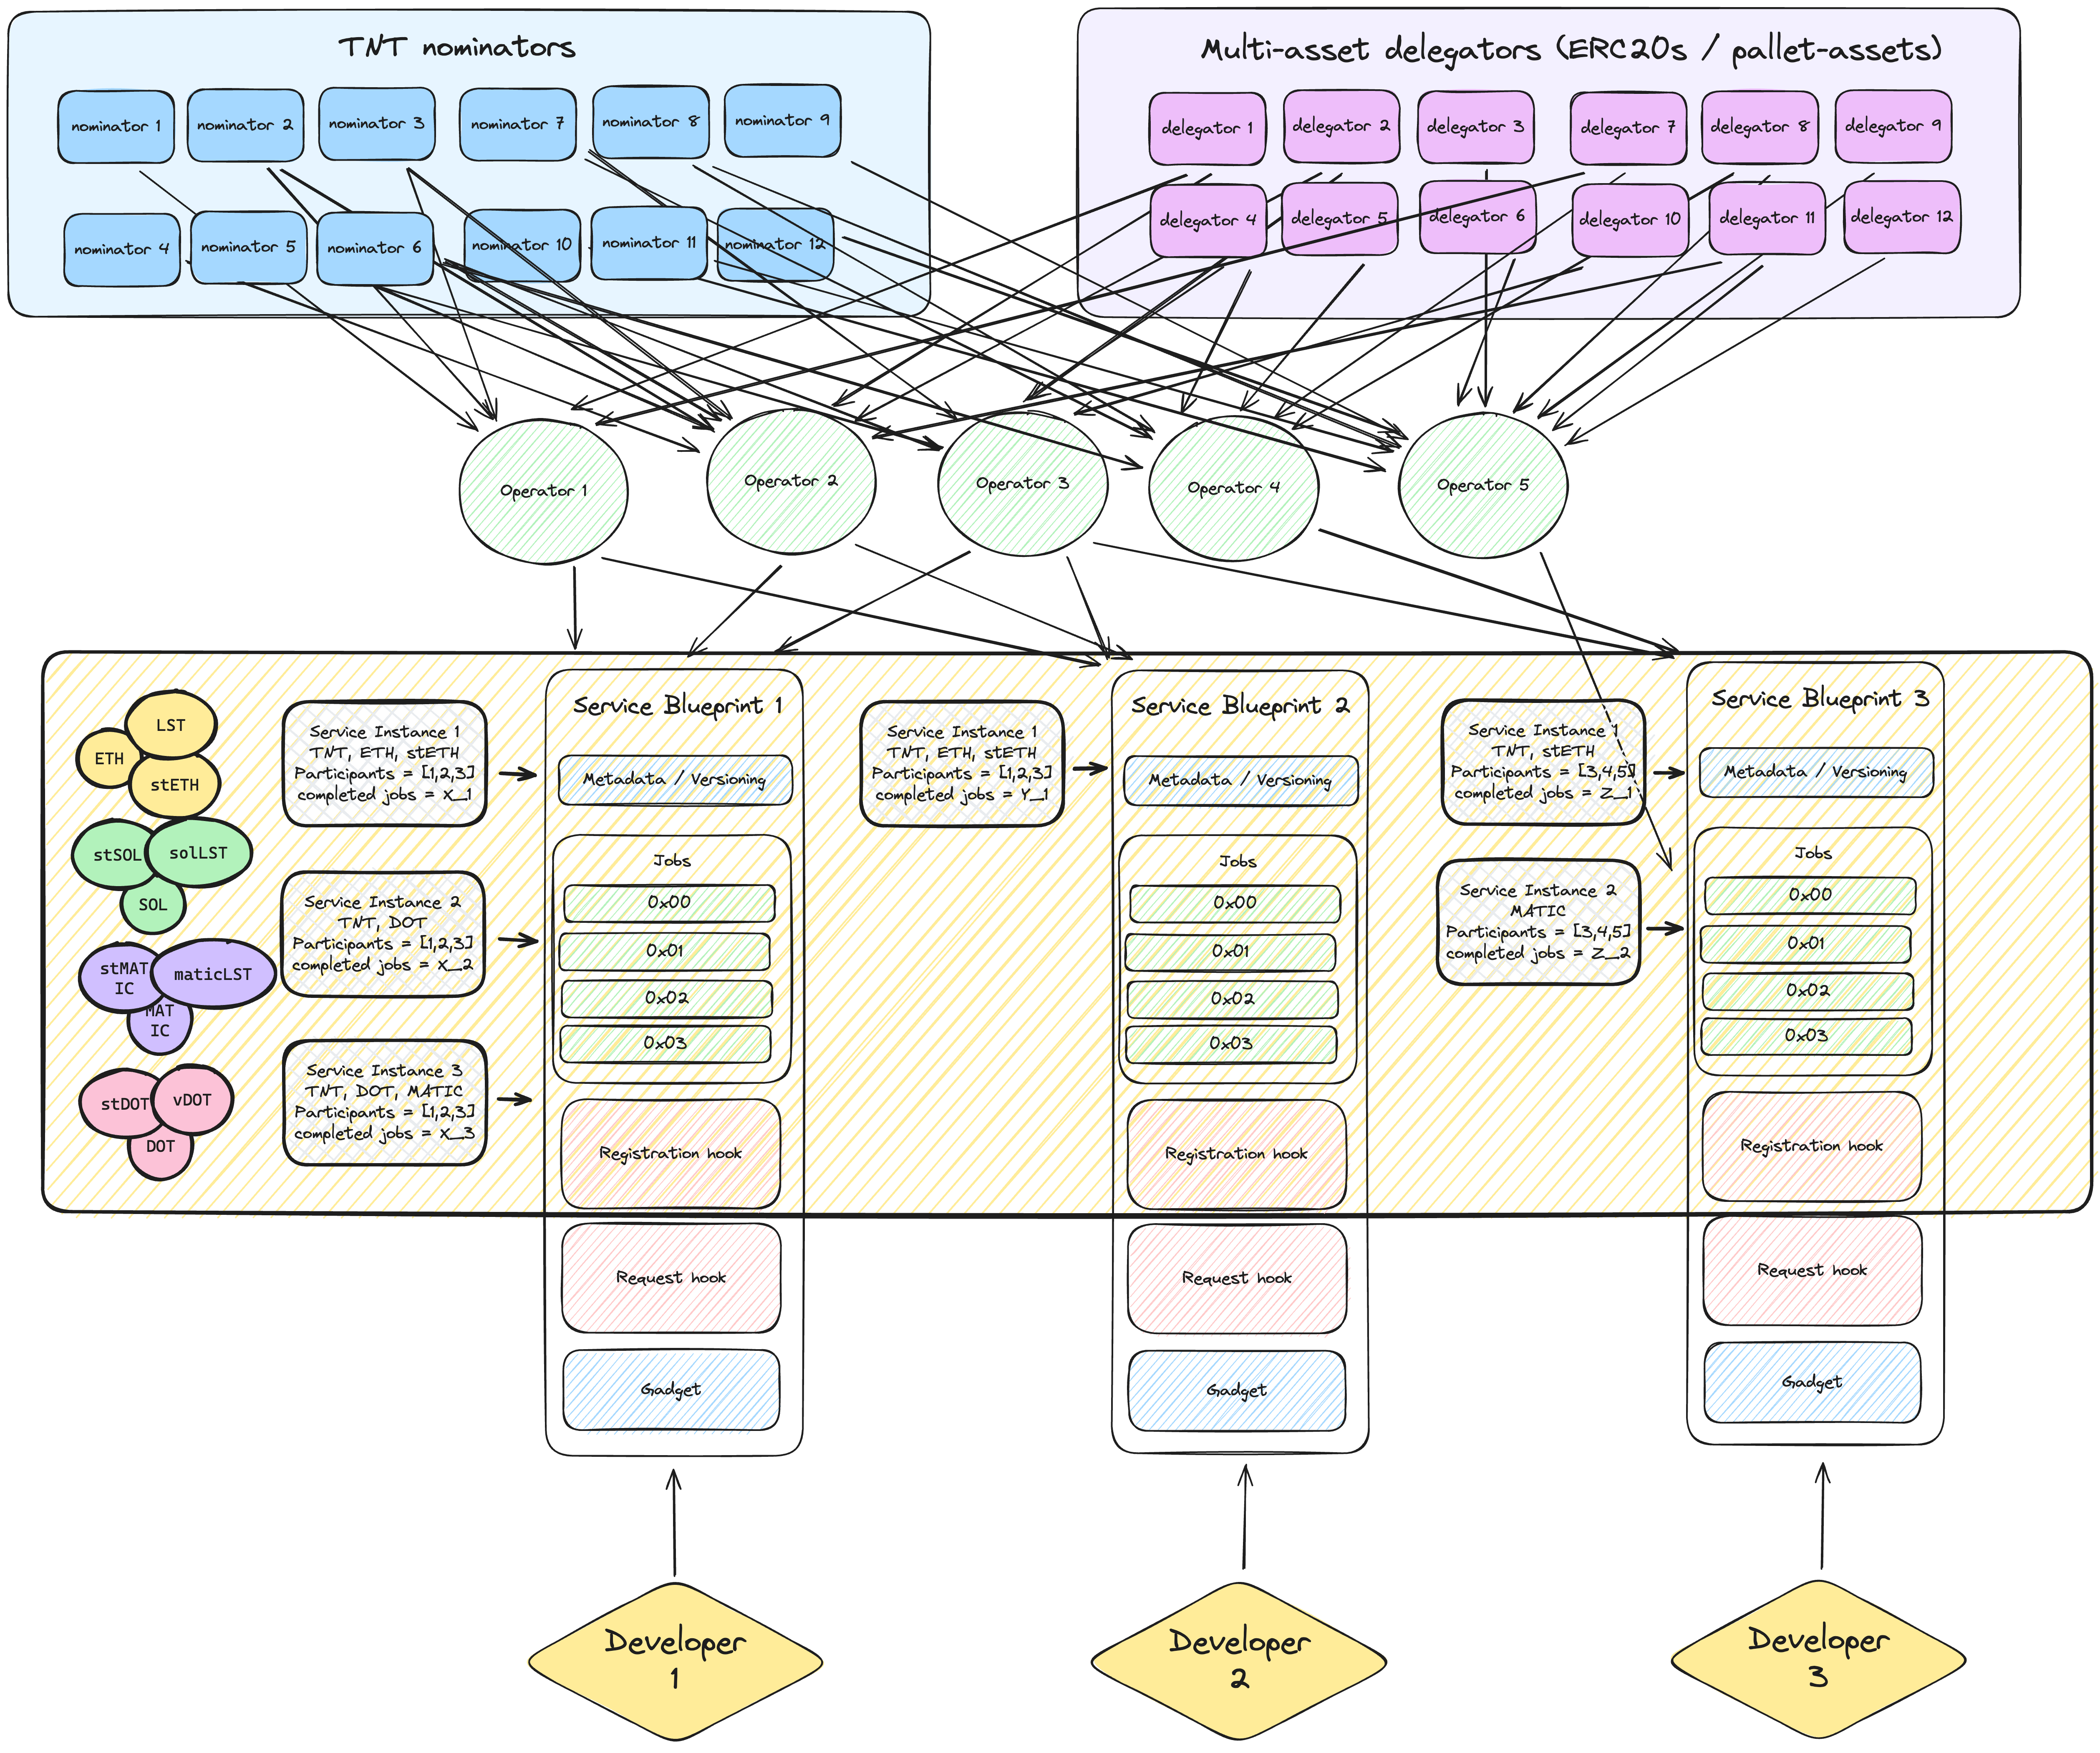 TNT nominators
nominator 1
nominator 2
nominator 3
nominator 7
nominator 8
nominator 9
nominator 4
nominator 5
nominator 6
nominator 10
nominator 11
nominator 12
Multi-asset delegators (ERC20s / pallet-assets)
delegator 1
delegator 2
delegator 3
delegator 7
delegator 8
delegator 9
delegator 4
delegator 5
delegator 6
delegator 10
delegator 11
delegator 12
Operator 1
Operator 2
Operator 3
Operator 4
Operator 5
LST
ETH
stETH
stSOL
solLST
SOL
stMAT
IC
maticLST
MAT
IC
stDOT
vDOT
DOT
Service Instance 1
TNT, ETH, stETH
Participants = [1,2,3]
completed jobs = X_1
Service Instance 2
TNT, DOT
Participants = [1,2,3]
completed jobs = X_2
Service Instance 3
TNT, DOT, MATIC
Participants = [1,2,3]
completed jobs = X_3
Service Blueprint 1
Metadata / Versioning
Jobs
0x00
0x01
0x02
0x03
Registration hook
Request hook
Gadget
Service Instance 1
TNT, ETH, stETH
Participants = [1,2,3]
completed jobs = Y_1
Service Blueprint 2
Metadata / Versioning
Jobs
0x00
0x01
0x02
0x03
Registration hook
Request hook
Gadget
Service Instance 1
TNT, stETH
Participants = [3,4,5]
completed jobs = Z_1
Service Instance 2
MATIC
Participants = [3,4,5]
completed jobs = Z_2
Service Blueprint 3
Metadata / Versioning
Jobs
0x00
0x01
0x02
0x03
Registration hook
Request hook
Gadget
Developer
1
Developer
2
Developer
3